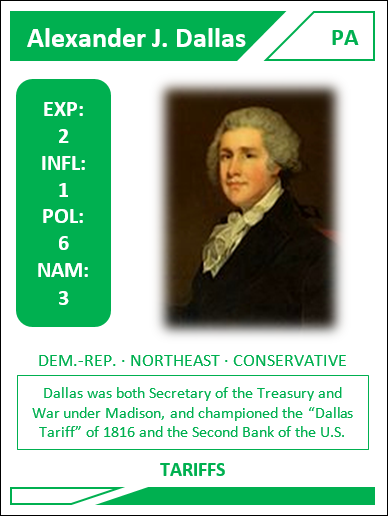 Alexander J. Dallas
PA
EXP:
2
INFL:
1
POL:
6
NAM:
3
DEM.-REP. · NORTHEAST · CONSERVATIVE
Dallas was both Secretary of the Treasury and
War under Madison, and championed the “Dallas
Tariff” of 1816 and the Second Bank of the U.S.
TARIFFS